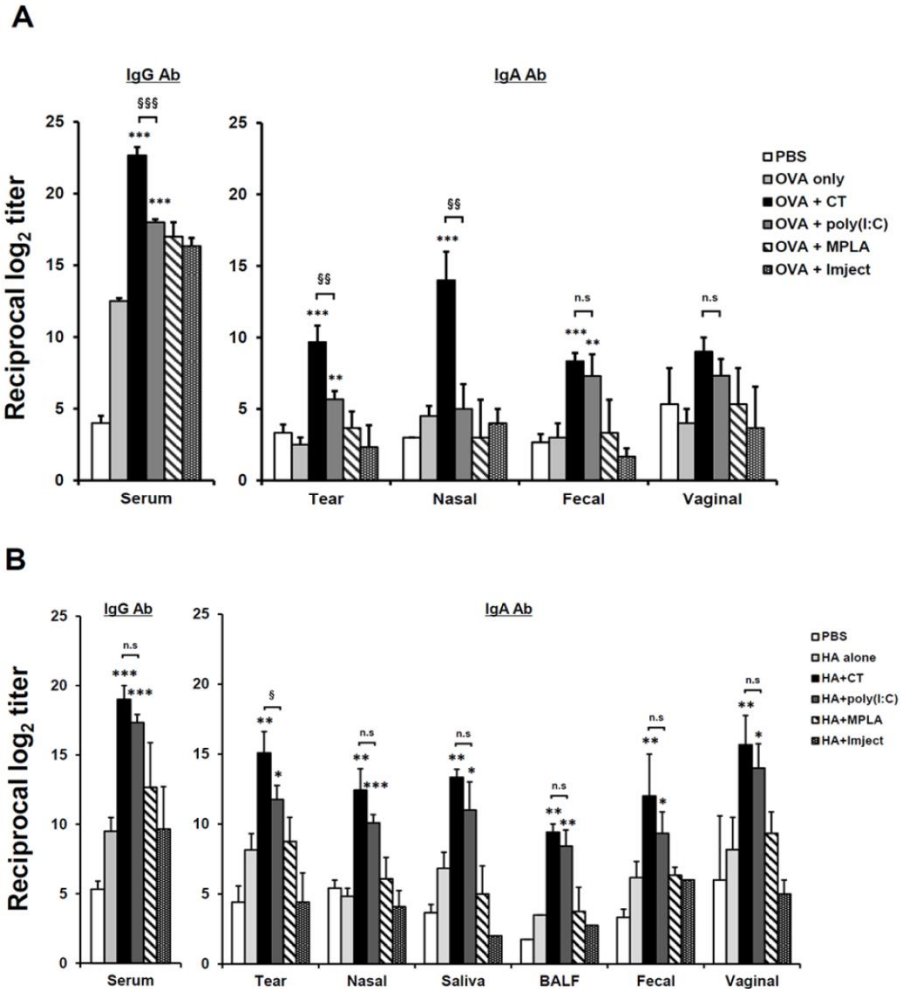 A
IgG Ab
IgA Ab
Reciprocal log2 titer
25
20
15
10
5
0
§§§
***
***
Serum
25
20
15
10
5
0
***
§§
**
Tear
***
§§
Nasal
***
n.s
**
Fecal
n.s
Vaginal
PBS
OVA only
OVA + CT
OVA + poly(I:C)
OVA + MPLA
OVA + Imject
B
IgG Ab
IgA Ab
Reciprocal log2 titer
25
20
15
10
5
0
n.s
***
***
Serum
25
20
15
10
5
0
§
**
*
Tear
n.s
**
***
Nasal
n.s
**
*
Saliva
n.s
**
**
BALF
n.s
**
*
Fecal
n.s
**
*
Vaginal
PBS
HA alone
HA+CT
HA+poly(I:C)
HA+MPLA
HA+Imject